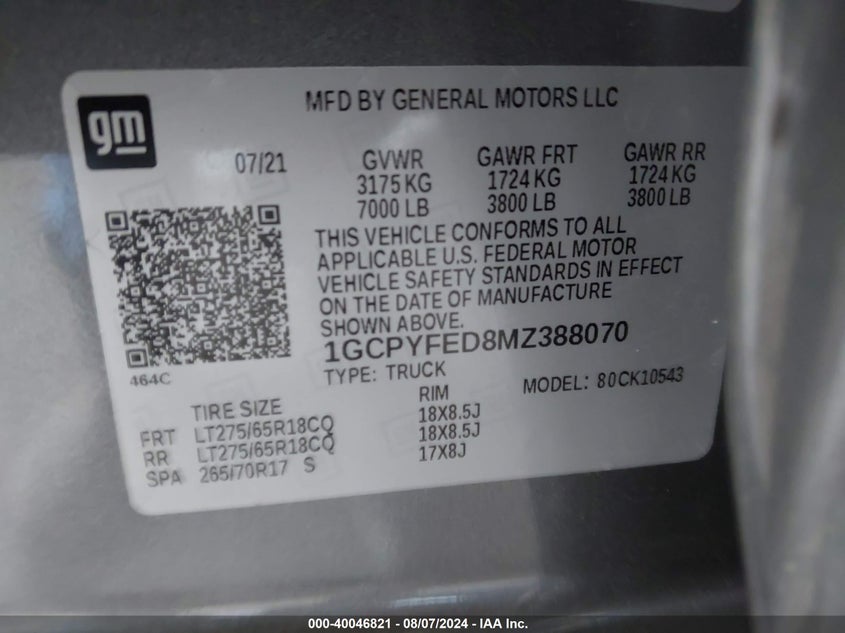 gm
MFD BY GENERAL MOTORS LLC
07/21 GVWR GAWR FRT GAWR RR
3175 KG 1724 KG 1724 KG
7000 LB 3800 LB 3800 LB
THIS VEHICLE CONFORMS TO ALL
APPLICABLE U.S. FEDERAL MOTOR
VEHICLE SAFETY STANDARDS IN EFFECT
ON THE DATE OF MANUFACTURE
SHOWN ABOVE.
1GCPYFED8MZ388070
464C
TYPE: TRUCK MODEL: 80CK10543
TIRE SIZE RIM
FRT LT275/65R18CQ 18X8.5J
RR LT275/65R18CQ 18X8.5J
SPA 265/70R17 S 17X8J
000-40046821 - 08/07/2024 - IAA Inc.